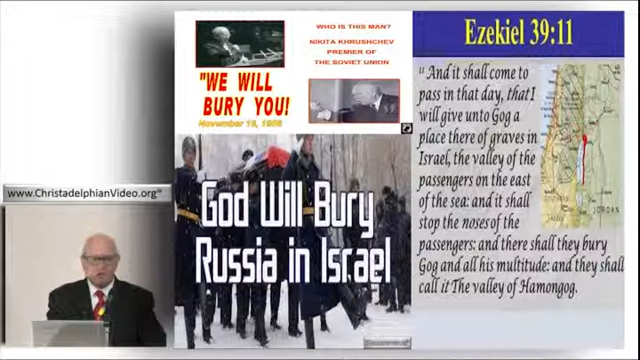 WHO IS THIS MAN?
NIKITA KHRUSHCHEV
PREMIER OF
THE SOVIET UNION
"WE WILL
BURY YOU!
November 18, 1956
God Will Bury
Russia in Israel
www.ChristadelphianVideo.org
Ezekiel 39:11
11 And it shall come to
pass in that day, that I
will give unto Gog a
place there of graves in
Israel, the valley of the
passengers on the east
of the sea: and it shall
stop the noses of the
passengers: and there shall they bury
Gog and all his multitude: and they shall
call it The valley of Hamongog.
JORDAN